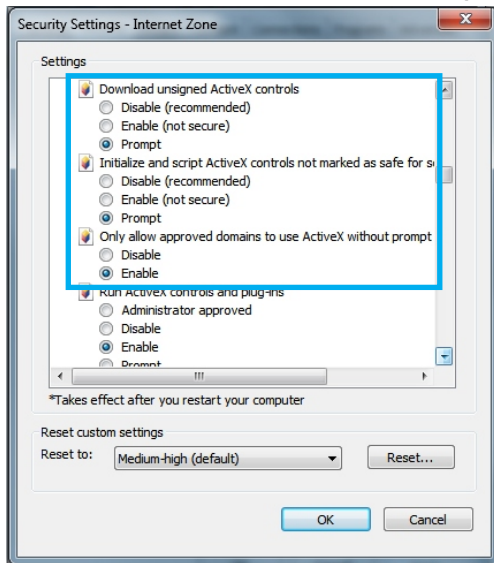 Security Settings - Internet Zone
Settings
Download unsigned ActiveX controls
Disable (recommended)
Enable (not secure)
Prompt
Initialize and script ActiveX controls not marked as safe for s
Disable (recommended)
Enable (not secure)
Prompt
Only allow approved domains to use ActiveX without prompt
Disable
Enable
Run ActiveX controls and plug-ins
Administrator approved
Disable
Enable
Prompt
*Takes effect after you restart your computer
Reset custom settings
Reset to: Medium-high (default) Reset...
OK Cancel